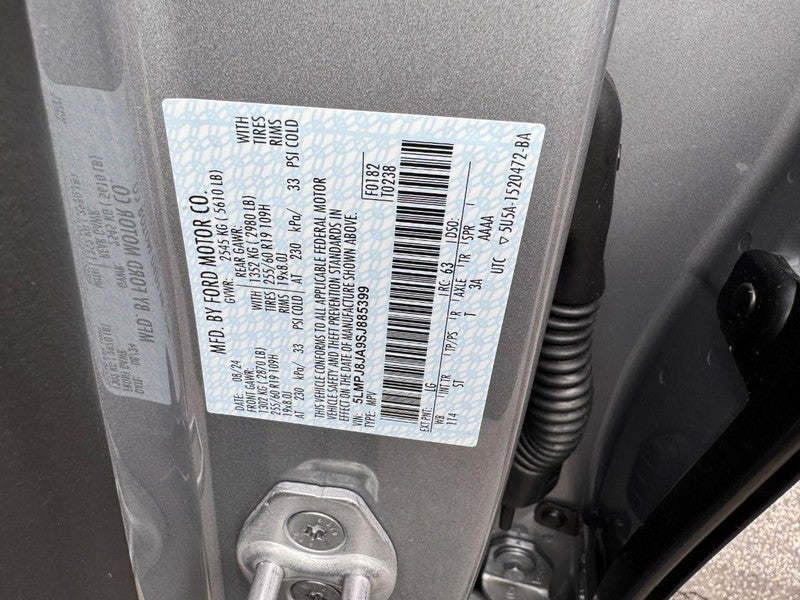 MFD. BY FORD MOTOR CO.
08/24 GVWR: 2545 KG ( 5610 LB)
FRONT GAWR: REAR GAWR: WITH
1302 KG ( 2870 LB) WITH 1352 KG ( 2980 LB) TIRES
255/60 R19 109H TIRES 255/60 R19 109H RIMS
19x8.0J RIMS 19x8.0J
AT 230 kPa/ 33 PSI COLD AT 230 kPa/ 33 PSI COLD
THIS VEHICLE CONFORMS TO ALL APPLICABLE FEDERAL MOTOR
VEHICLE SAFETY AND THEFT PREVENTION STANDARDS IN
EFFECT ON THE DATE OF MANUFACTURE SHOWN ABOVE.
VIN: 5LMPJ8JA9SJ885399 F0182
TYPE: MPV T0238
EXT PNT: JG RC: 63 DSO:
WB INT TR TP/PS R AXLE TR SPR
114 ST T 3A AAAA
UTC ▽ 5U5A-1520472-BA